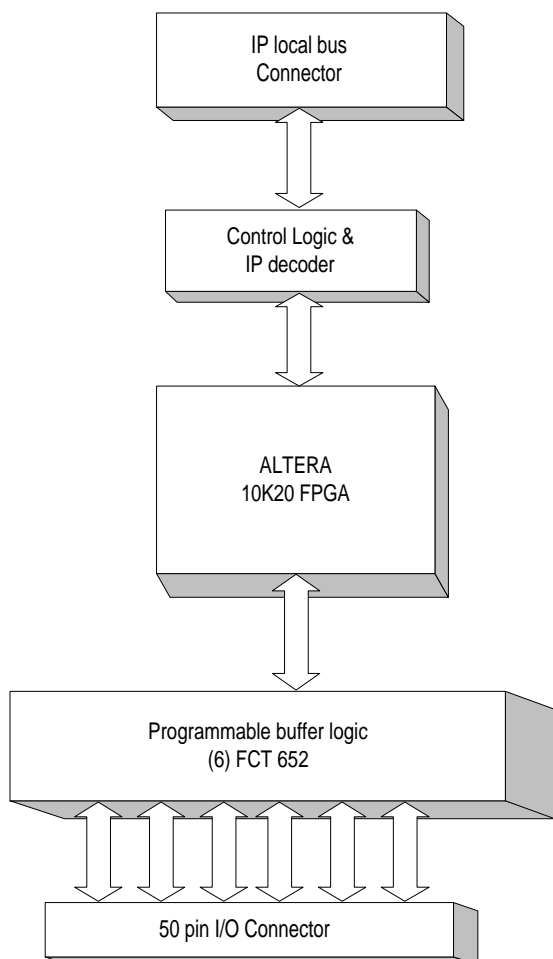 IP local bus
Connector
Control Logic &
IP decoder
ALTERA
10K20 FPGA
Programmable buffer logic
(6) FCT 652
50 pin I/O Connector